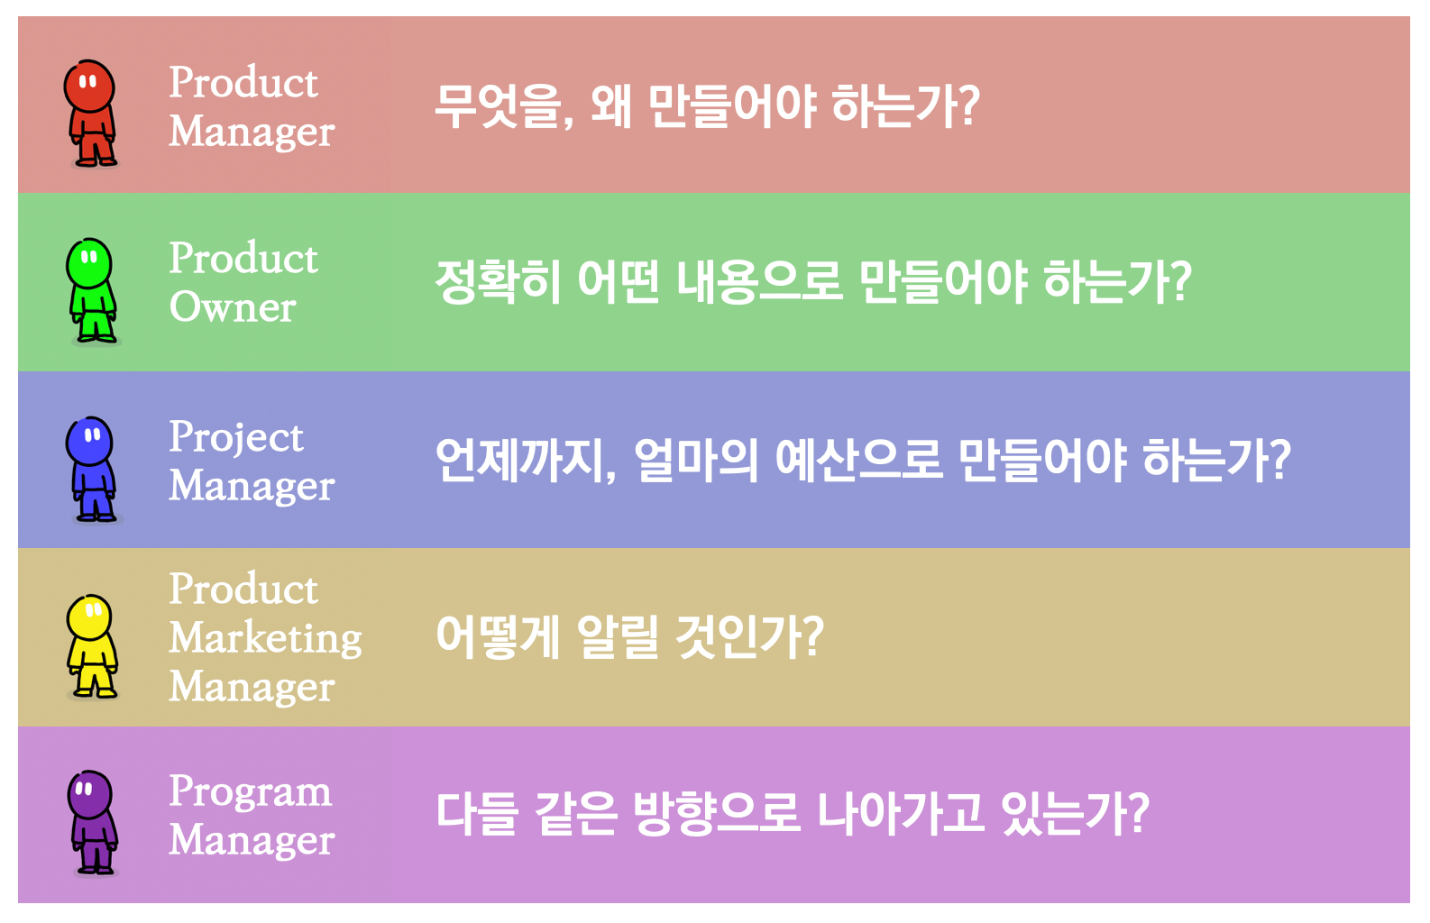 Product
Manager
무엇을, 왜 만들어야 하는가?
Product
Owner
정확히 어떤 내용으로 만들어야 하는가?
Project
Manager
언제까지, 얼마의 예산으로 만들어야 하는가?
Product
Marketing
Manager
어떻게 알릴 것인가?
Program
Manager
다들 같은 방향으로 나아가고 있는가?